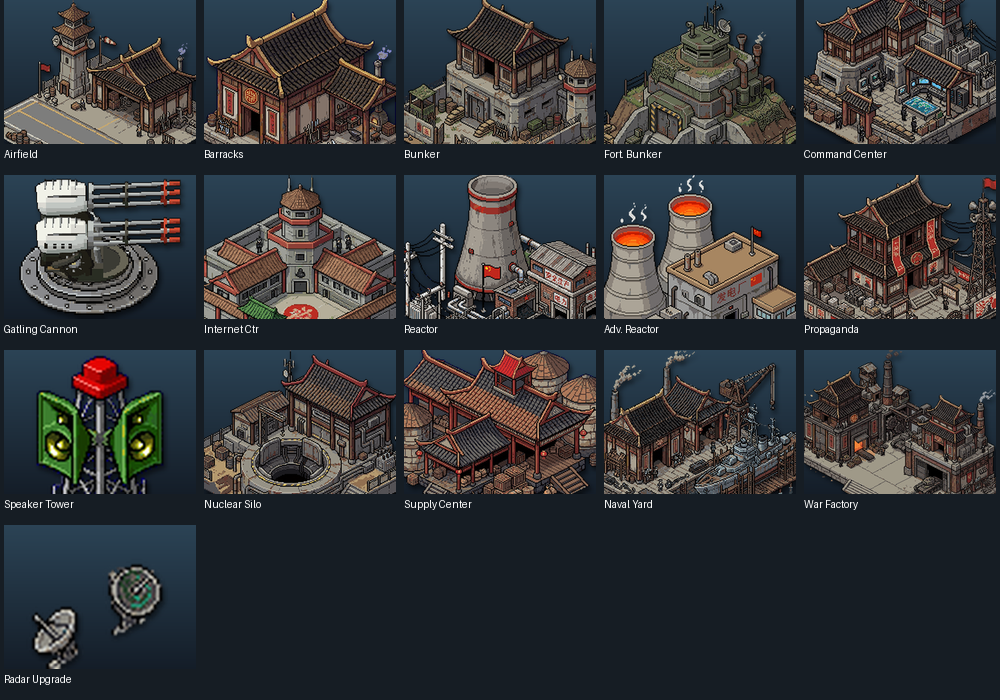 Airfield
Barracks
Bunker
Fort. Bunker
Command Center
Gatling Cannon
Internet Ctr
Reactor
Adv. Reactor
Propaganda
Speaker Tower
Nuclear Silo
Supply Center
Naval Yard
War Factory
Radar Upgrade